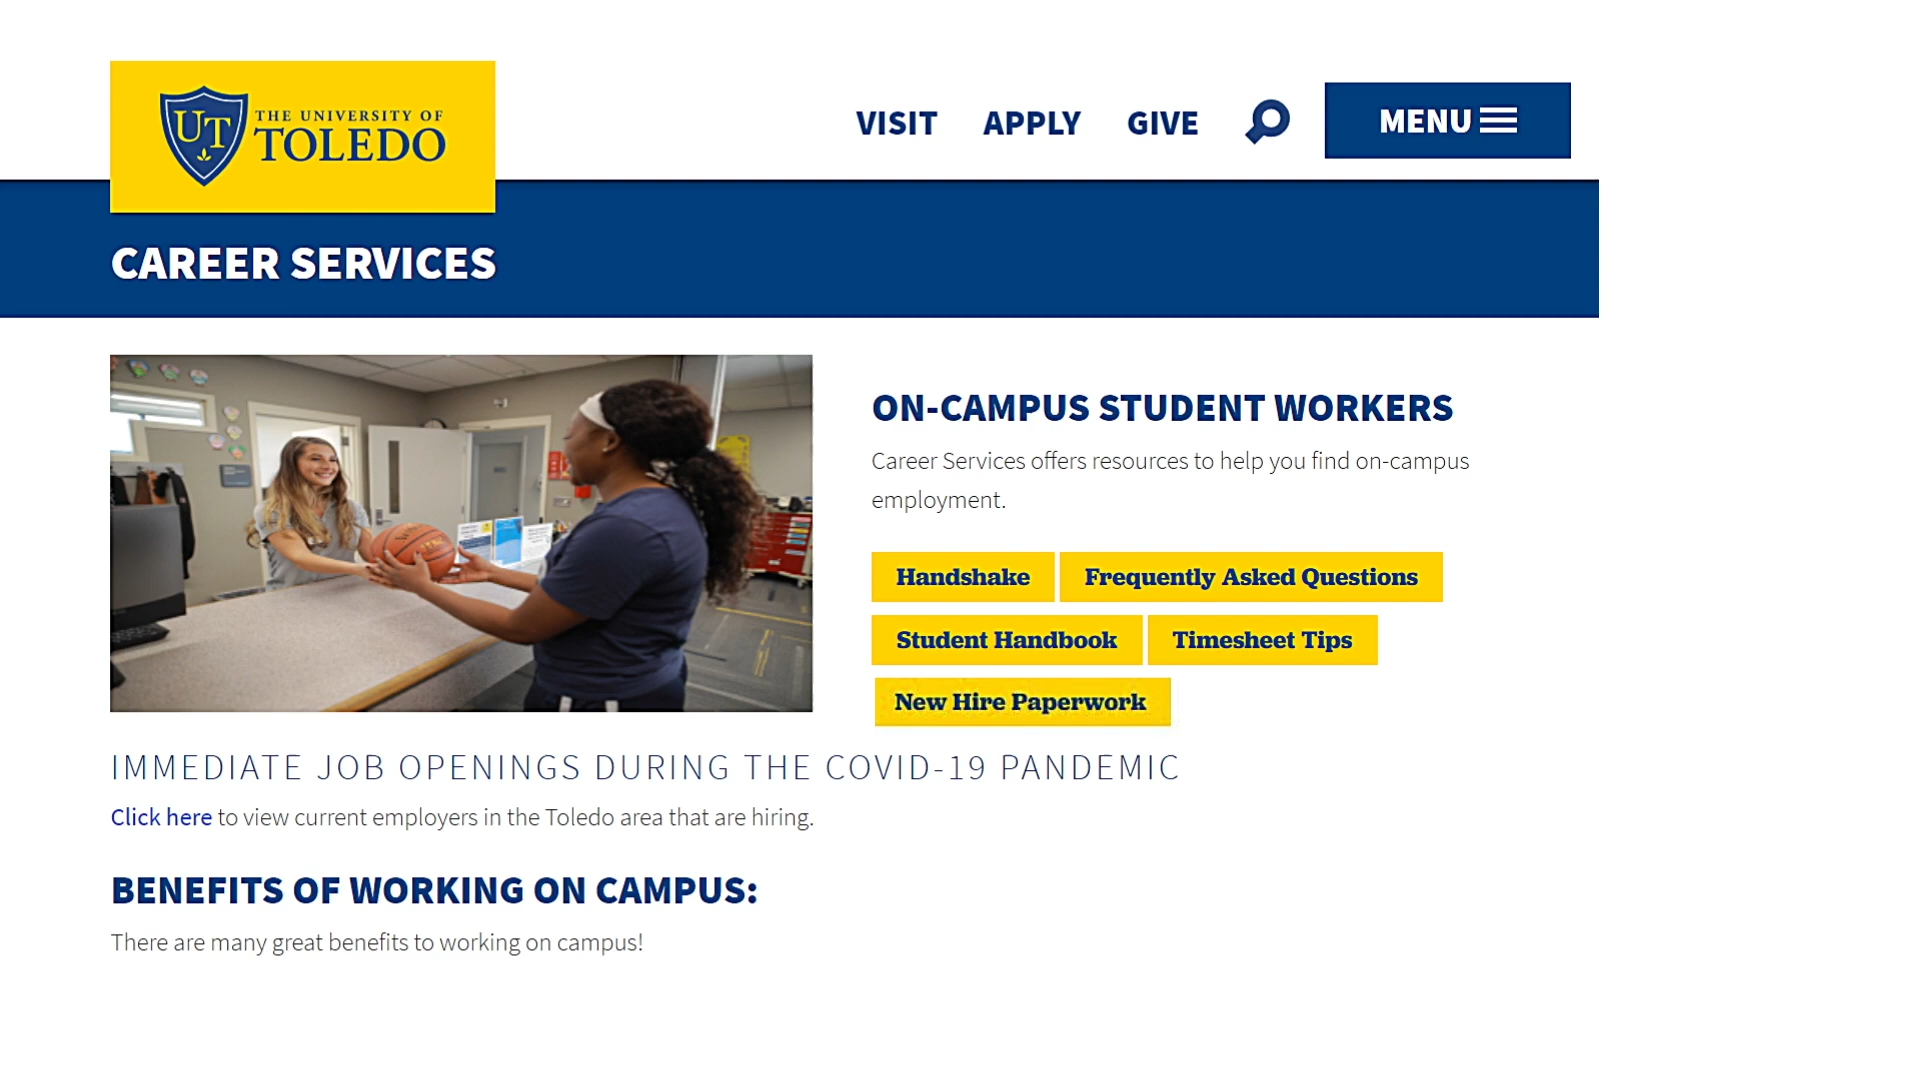 UT THE UNIVERSITY OF
TOLEDO
VISIT APPLY GIVE MENU
CAREER SERVICES
ON-CAMPUS STUDENT WORKERS
Career Services offers resources to help you find on-campus
employment.
Handshake Frequently Asked Questions
Student Handbook Timesheet Tips
New Hire Paperwork
IMMEDIATE JOB OPENINGS DURING THE COVID-19 PANDEMIC
Click here to view current employers in the Toledo area that are hiring.
BENEFITS OF WORKING ON CAMPUS:
There are many great benefits to working on campus!